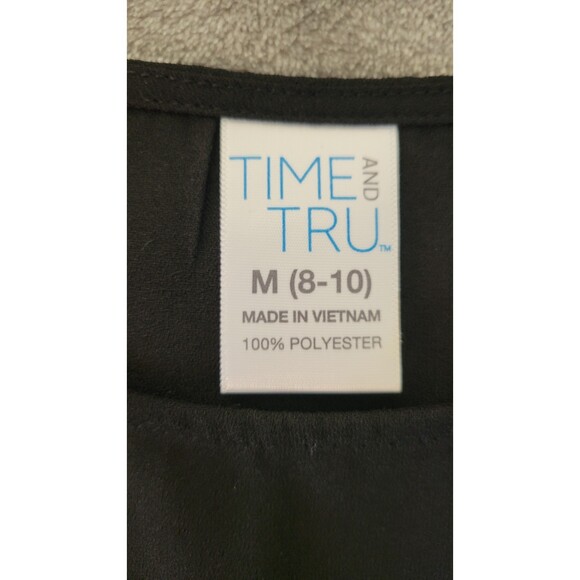 TIME AND
TRU™
M (8-10)
MADE IN VIETNAM
100% POLYESTER